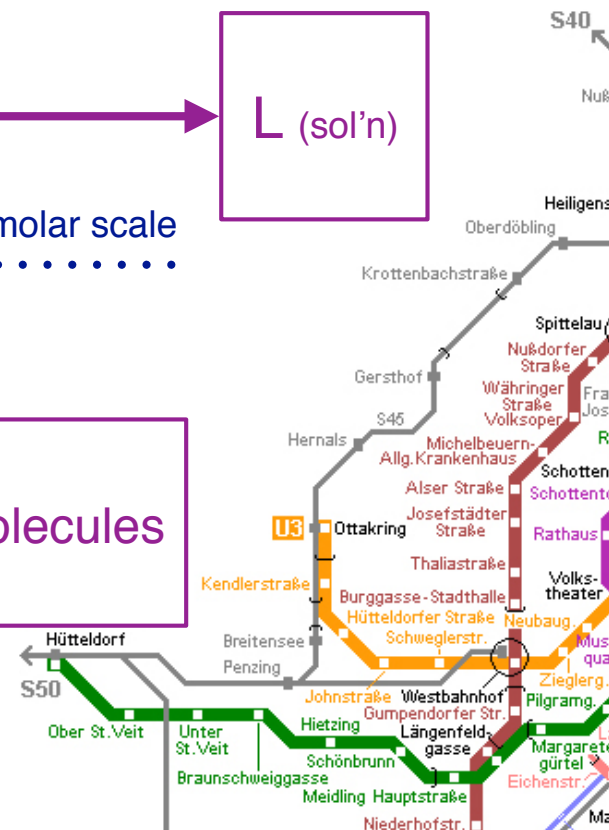 S40
Nuß
L (sol'n)
molar scale
Heiligens
Oberdöbling
Krottenbachstraße
Spittelau
Nußdorfer
Straße
Gersthof
Währinger
Straße
Volksoper
Fra
Jos
S45
Hernals
Michelbeuern-
Allg.Krankenhaus
R
Schotten
Alser Straße
Schottento
olecules
U3
Ottakring
Josefstädter
Straße
Rathaus
Thaliastraße
Kendlerstraße
Burggasse-Stadthalle
Volks-
theater
Hütteldorfer Straße
Neubaug.
Schweglerstr.
Hütteldorf
Breitensee
Mus
qua
Penzing
Zieglerg.
S50
Johnstraße
Westbahnhof
Pilgramg.
Gumpendorfer Str.
Ober St.Veit
Unter
St.Veit
Hietzing
Längenfeld-
gasse
Margarete
gürtel
Schönbrunn
Braunschweiggasse
Eichenstr.
Meidling Hauptstraße
Niederhofstr.
Ma